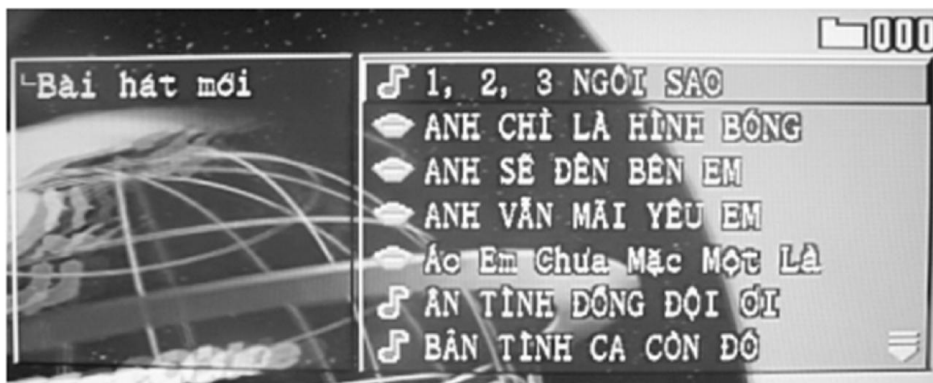 000
Bài hát mới
1, 2, 3 NGÔI SAO
ANH CHỈ LÀ HÌNH BÓNG
ANH SẼ ĐẾN BÊN EM
ANH VẪN MÃI YÊU EM
Áo Em Chưa Mặc Một Là
ÂN TÌNH ĐỒNG ĐỘI ƠI
BẢN TÌNH CA CÒN ĐÓ